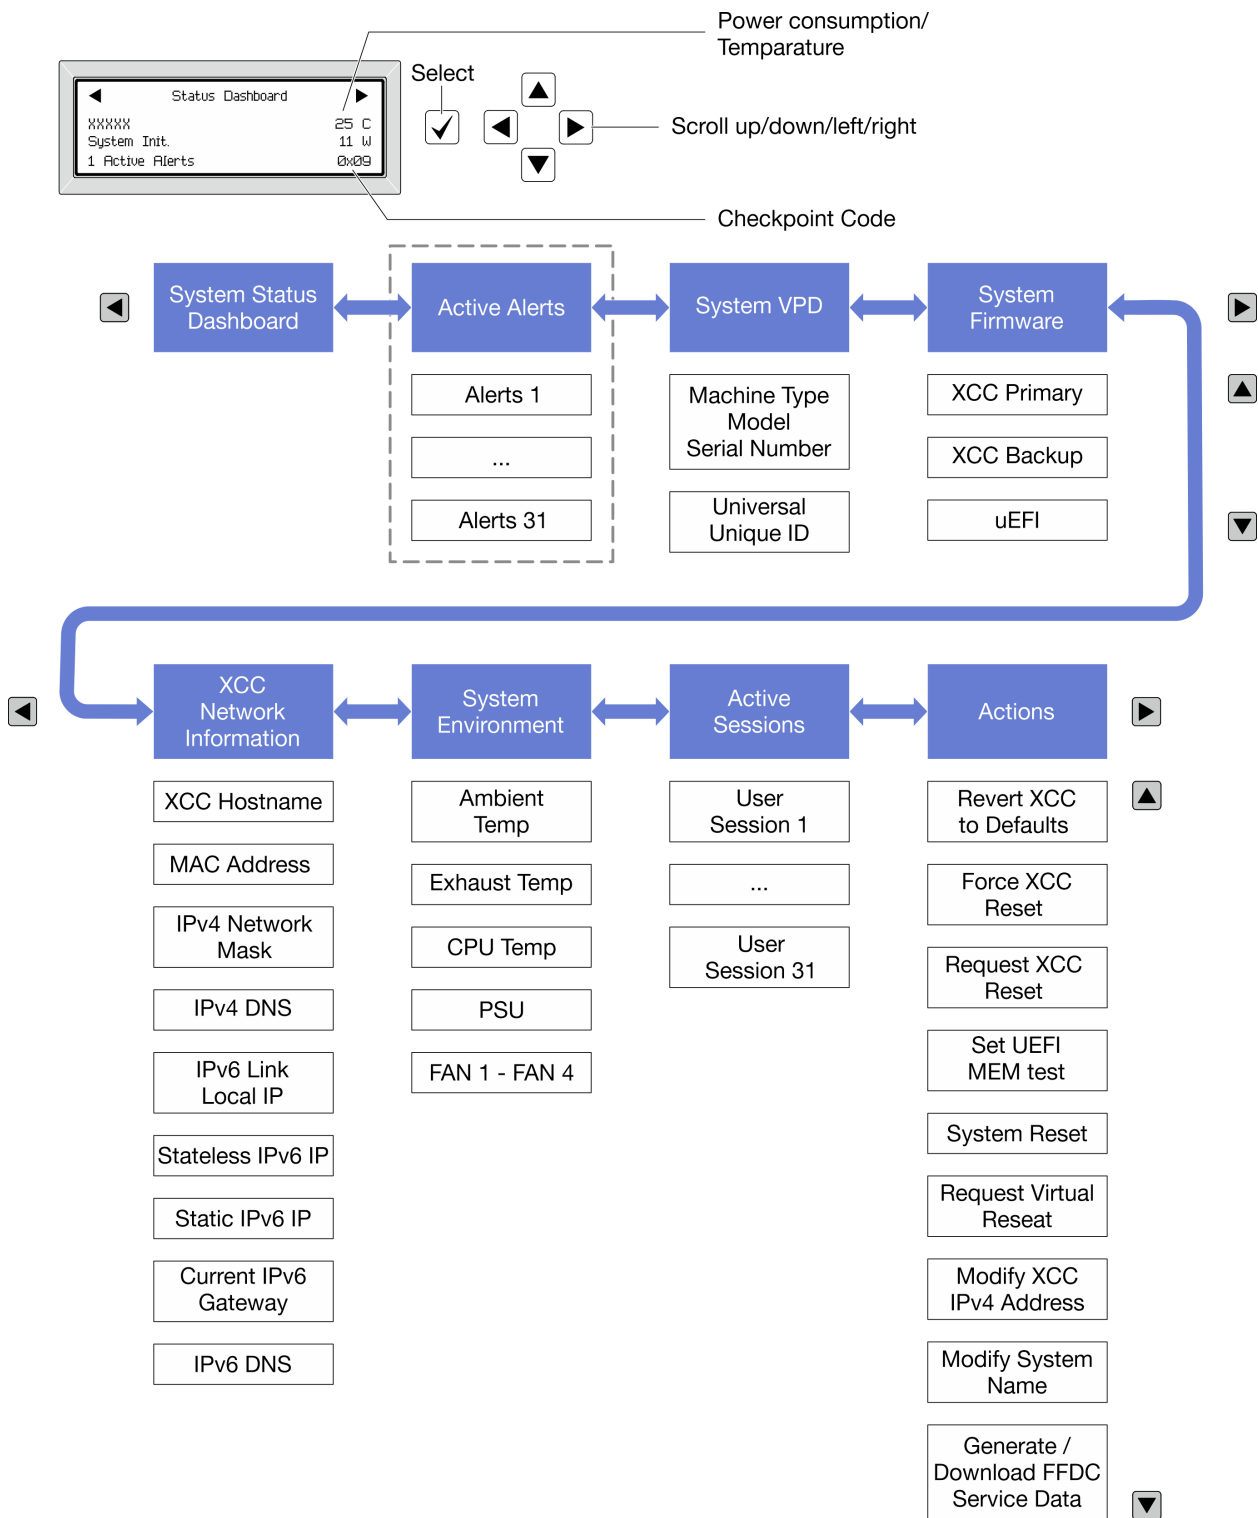 Power consumption/
Temparature
Select
Status Dashboard
XXXXX 25 C
System Init. 11 W
1 Active Alerts 0x09
Scroll up/down/left/right
Checkpoint Code
System Status
Dashboard
Active Alerts
Alerts 1
...
Alerts 31
System VPD
Machine Type
Model
Serial Number
Universal
Unique ID
System
Firmware
XCC Primary
XCC Backup
uEFI
XCC
Network
Information
XCC Hostname
MAC Address
IPv4 Network
Mask
IPv4 DNS
IPv6 Link
Local IP
Stateless IPv6 IP
Static IPv6 IP
Current IPv6
Gateway
IPv6 DNS
System
Environment
Ambient
Temp
Exhaust Temp
CPU Temp
PSU
FAN 1 - FAN 4
Active
Sessions
User
Session 1
...
User
Session 31
Actions
Revert XCC
to Defaults
Force XCC
Reset
Request XCC
Reset
Set UEFI
MEM test
System Reset
Request Virtual
Reseat
Modify XCC
IPv4 Address
Modify System
Name
Generate /
Download FFDC
Service Data